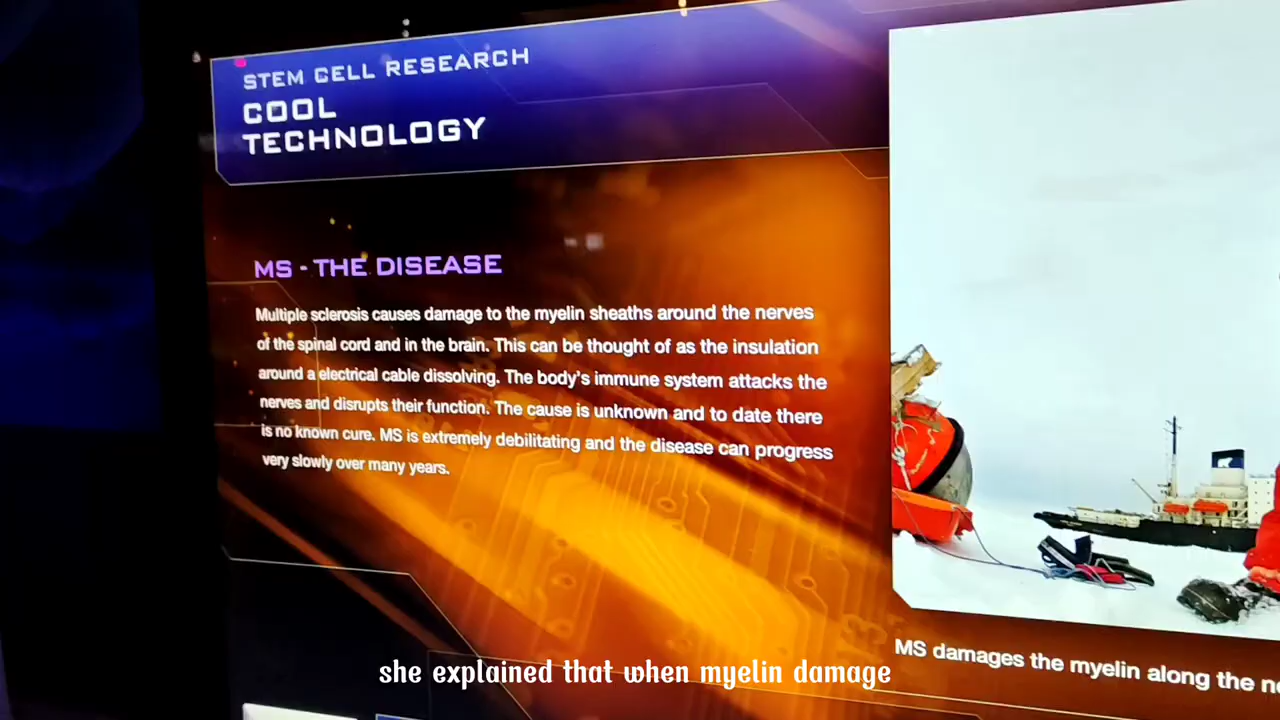 STEM CELL RESEARCH
COOL
TECHNOLOGY
MS - THE DISEASE
Multiple sclerosis causes damage to the myelin sheaths around the nerves
of the spinal cord and in the brain. This can be thought of as the insulation
around a electrical cable dissolving. The body's immune system attacks the
nerves and disrupts their function. The cause is unknown and to date there
is no known cure. MS is extremely debilitating and the disease can progress
very slowly over many years.
MS damages the myelin along the
she explained that when myelin damage